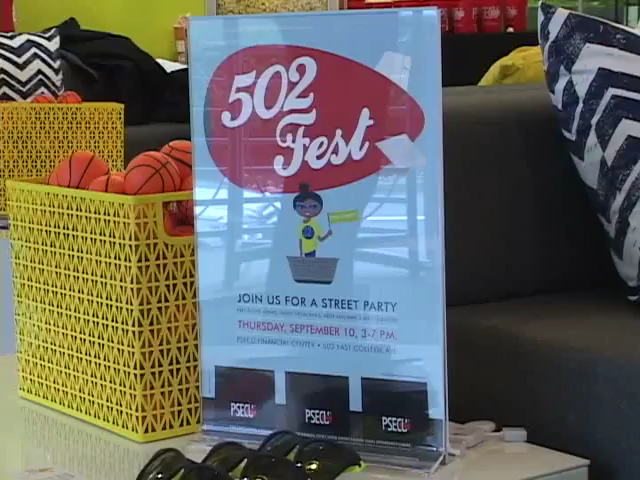 502
Fest
JOIN US FOR A STREET PARTY
THURSDAY, SEPTEMBER 10, 3-7 P.M.
PSECU FINANCIAL CENTER • 502 EAST COLLEGE AVE
PSECU
PSECU
PSECU